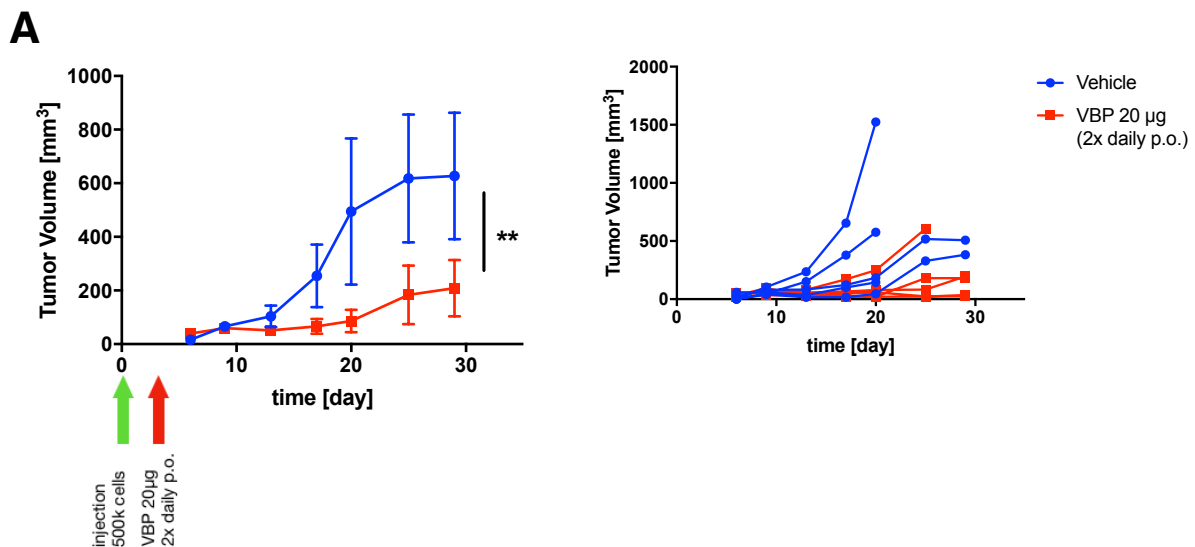 A
Tumor Volume [mm³]
1000
800
600
400
200
0
0
10
20
30
time [day]
**
injection
500k cells
VBP 20µg
2x daily p.o.
Tumor Volume [mm³]
2000
1500
1000
500
0
0
10
20
30
time [day]
Vehicle
VBP 20 µg
(2x daily p.o.)